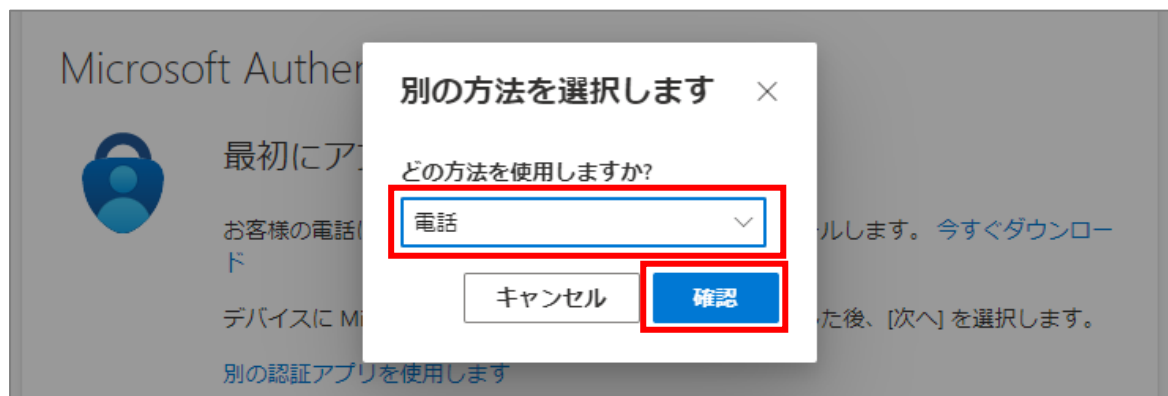 Microsoft Auther
別の方法を選択します
最初にア
どの方法を使用しますか?
電話
お客様の電話
ールします。 今すぐダウンロー
ド
キャンセル
確認
デバイスに Mi
た後、[次へ] を選択します。
別の認証アプリを使用します